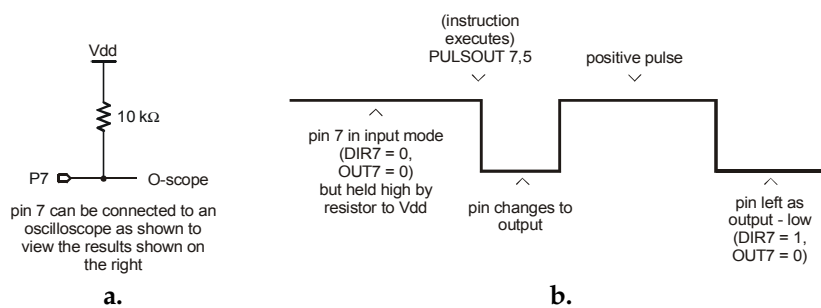 Vdd
10 kΩ
P7
O-scope
pin 7 can be connected to an
oscilloscope as shown to
view the results shown on
the right
a.
(instruction
executes)
PULSOUT 7,5
positive pulse
pin 7 in input mode
(DIR7 = 0,
OUT7 = 0)
but held high by
resistor to Vdd
pin changes to
output
pin left as
output - low
(DIR7 = 1,
OUT7 = 0)
b.